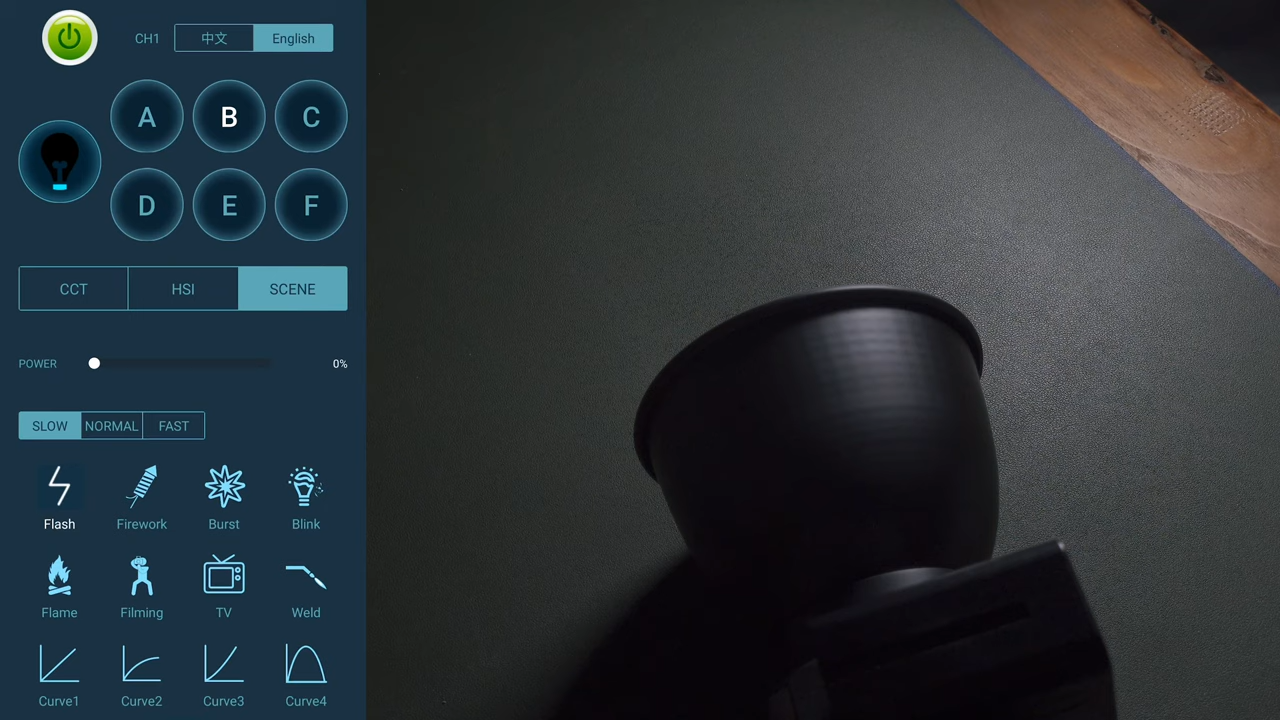 CH1 中文 English
A B C
D E F
CCT HSI SCENE
POWER 0%
SLOW NORMAL FAST
Flash Firework Burst Blink
Flame Filming TV Weld
Curve1 Curve2 Curve3 Curve4